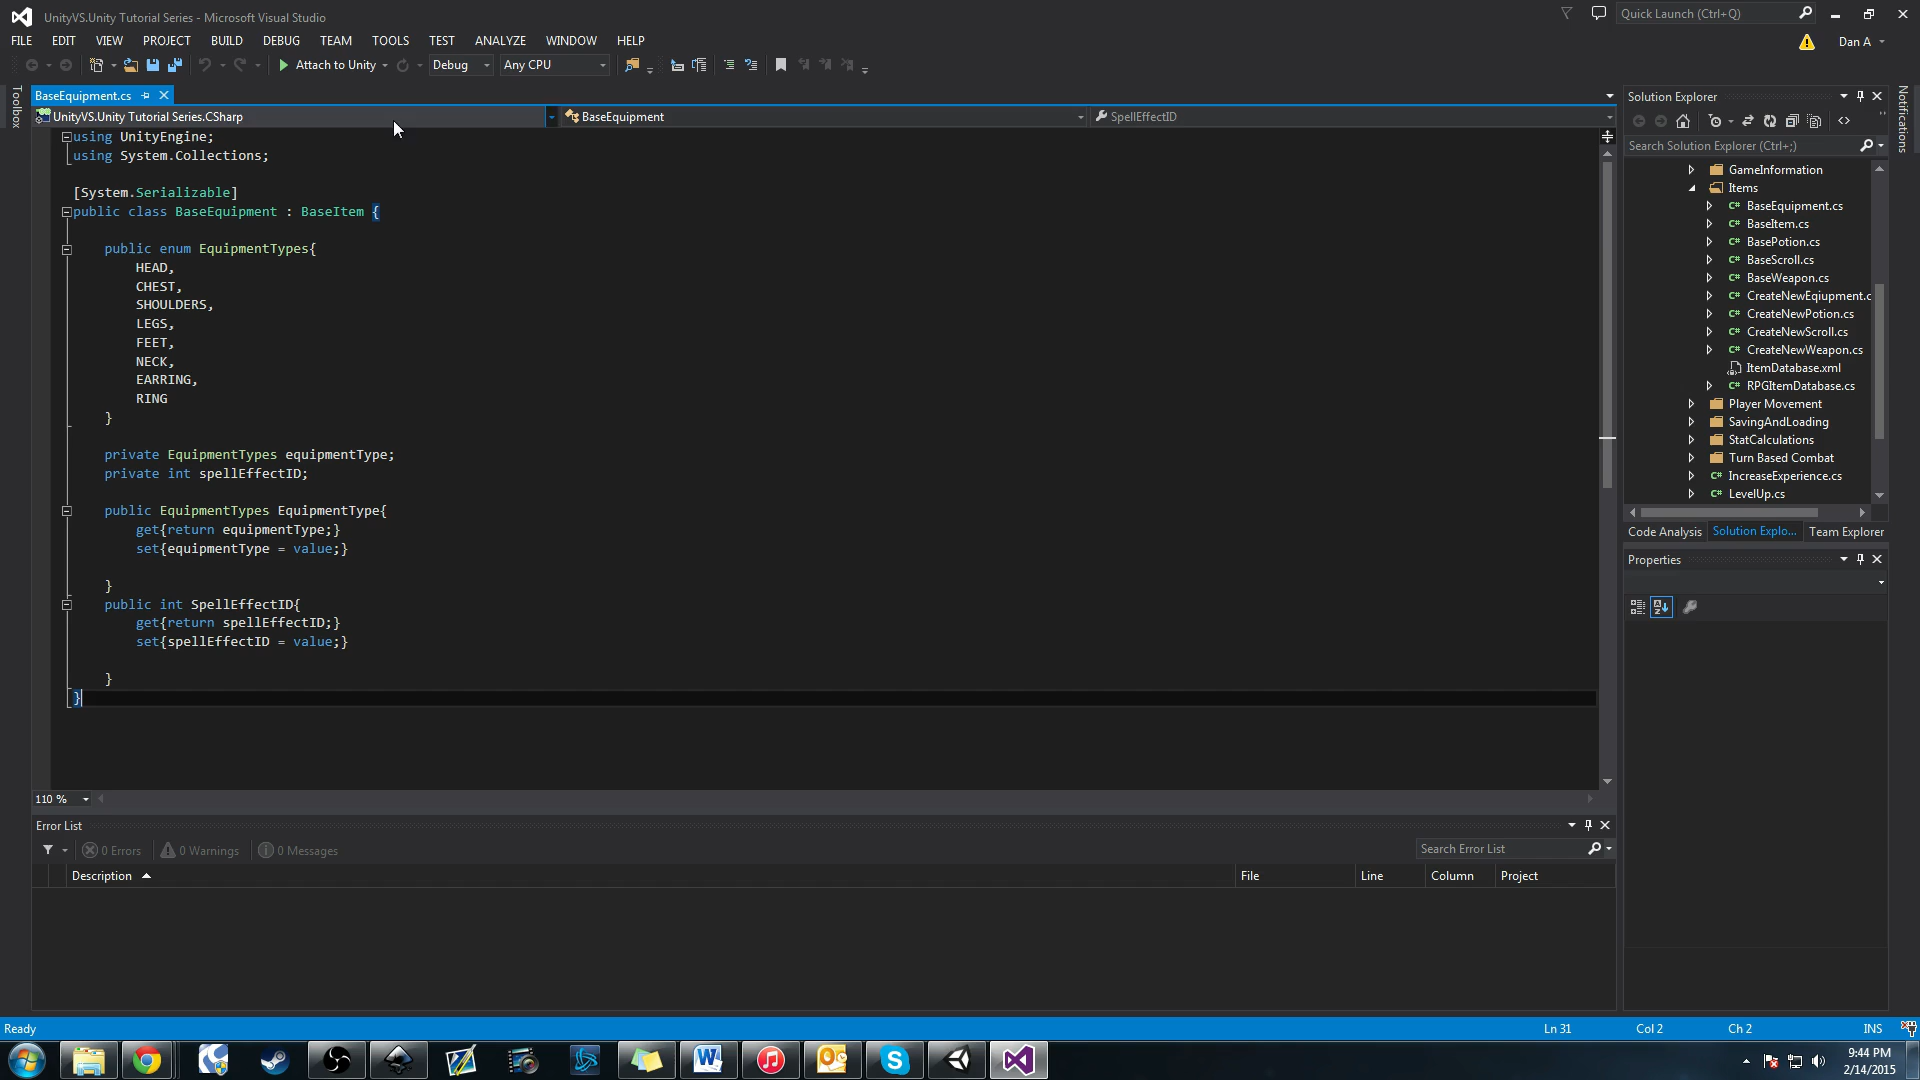 UnityVS.Unity Tutorial Series - Microsoft Visual Studio
Quick Launch (Ctrl+Q)
FILE EDIT VIEW PROJECT BUILD DEBUG TEAM TOOLS TEST ANALYZE WINDOW HELP
Dan A
Attach to Unity Debug Any CPU
Toolbox
BaseEquipment.cs
UnityVS.Unity Tutorial Series.CSharp BaseEquipment SpellEffectID
using UnityEngine;
using System.Collections;
[System.Serializable]
public class BaseEquipment : BaseItem {
public enum EquipmentTypes{
HEAD,
CHEST,
SHOULDERS,
LEGS,
FEET,
NECK,
EARRING,
RING
}
private EquipmentTypes equipmentType;
private int spellEffectID;
public EquipmentTypes EquipmentType{
get{return equipmentType;}
set{equipmentType = value;}
}
public int SpellEffectID{
get{return spellEffectID;}
set{spellEffectID = value;}
}
}
110 %
Solution Explorer
Notifications
Search Solution Explorer (Ctrl+;)
GameInformation
Items
C# BaseEquipment.cs
C# BaseItem.cs
C# BasePotion.cs
C# BaseScroll.cs
C# BaseWeapon.cs
C# CreateNewEqiupment.c
C# CreateNewPotion.cs
C# CreateNewScroll.cs
C# CreateNewWeapon.cs
ItemDatabase.xml
C# RPGItemDatabase.cs
Player Movement
SavingAndLoading
StatCalculations
Turn Based Combat
C# IncreaseExperience.cs
C# LevelUp.cs
Code Analysis Solution Explo... Team Explorer
Properties
Error List
0 Errors 0 Warnings 0 Messages
Search Error List
Description File Line Column Project
Ready Ln 31 Col 2 Ch 2 INS
9:44 PM
2/14/2015